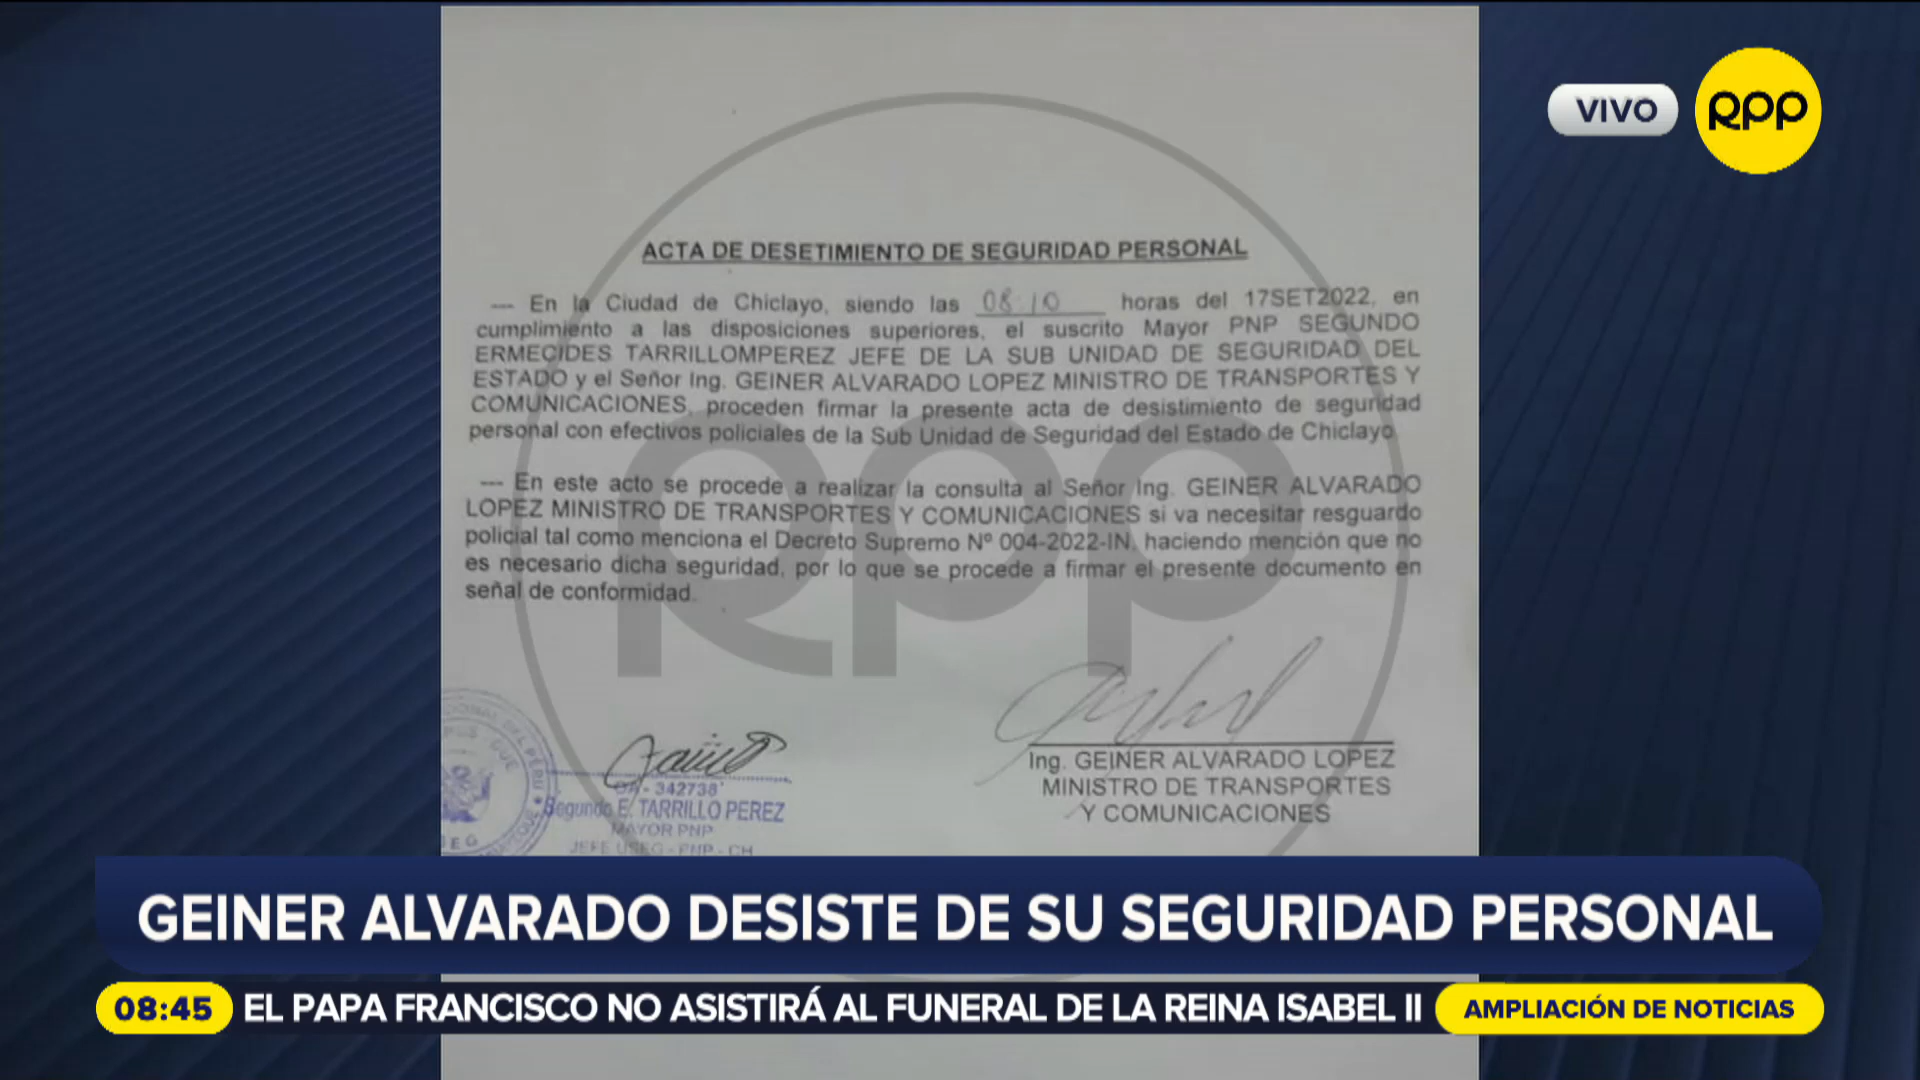 VIVO
RPP
ACTA DE DESETIMIENTO DE SEGURIDAD PERSONAL
--- En la Ciudad de Chiclayo, siendo las 08:10 horas del 17SET2022, en
cumplimiento a las disposiciones superiores, el suscrito Mayor PNP SEGUNDO
ERMECIDES TARRILLOMPEREZ JEFE DE LA SUB UNIDAD DE SEGURIDAD DEL
ESTADO y el Señor Ing. GEINER ALVARADO LOPEZ MINISTRO DE TRANSPORTES Y
COMUNICACIONES, proceden firmar la presente acta de desistimiento de seguridad
personal con efectivos policiales de la Sub Unidad de Seguridad del Estado de Chiclayo
--- En este acto se procede a realizar la consulta al Señor Ing. GEINER ALVARADO
LOPEZ MINISTRO DE TRANSPORTES Y COMUNICACIONES si va necesitar resguardo
policial tal como menciona el Decreto Supremo Nº 004-2022-IN, haciendo mención que no
es necesario dicha seguridad, por lo que se procede a firmar el presente documento en
señal de conformidad.
RPP
OA - 342738
Segundo E. TARRILLO PEREZ
MAYOR PNP
JEFE USEG - PNP - CH
Ing. GEINER ALVARADO LOPEZ
MINISTRO DE TRANSPORTES
Y COMUNICACIONES
GEINER ALVARADO DESISTE DE SU SEGURIDAD PERSONAL
08:45 EL PAPA FRANCISCO NO ASISTIRÁ AL FUNERAL DE LA REINA ISABEL II AMPLIACIÓN DE NOTICIAS